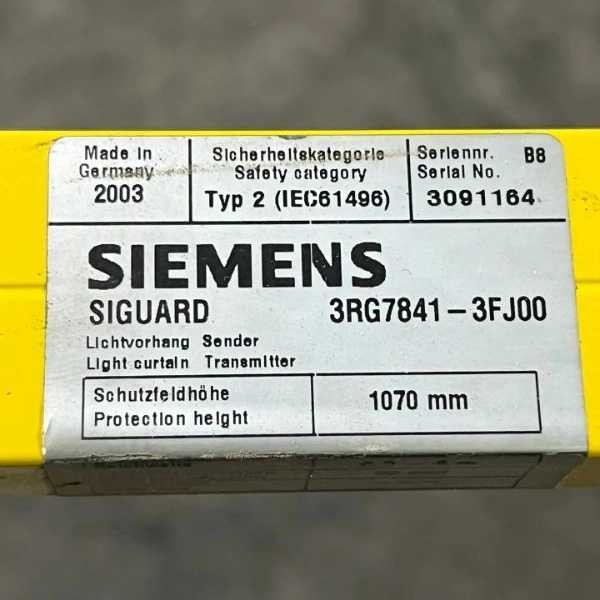 Made in
Germany
2003
Sicherheitskategorie
Safety category
Typ 2 (IEC61496)
Seriennr. B8
Serial No.
3091164
SIEMENS
SIGUARD 3RG7841-3FJ00
Lichtvorhang Sender
Light curtain Transmitter
Schutzfeldhöhe
Protection height
1070 mm